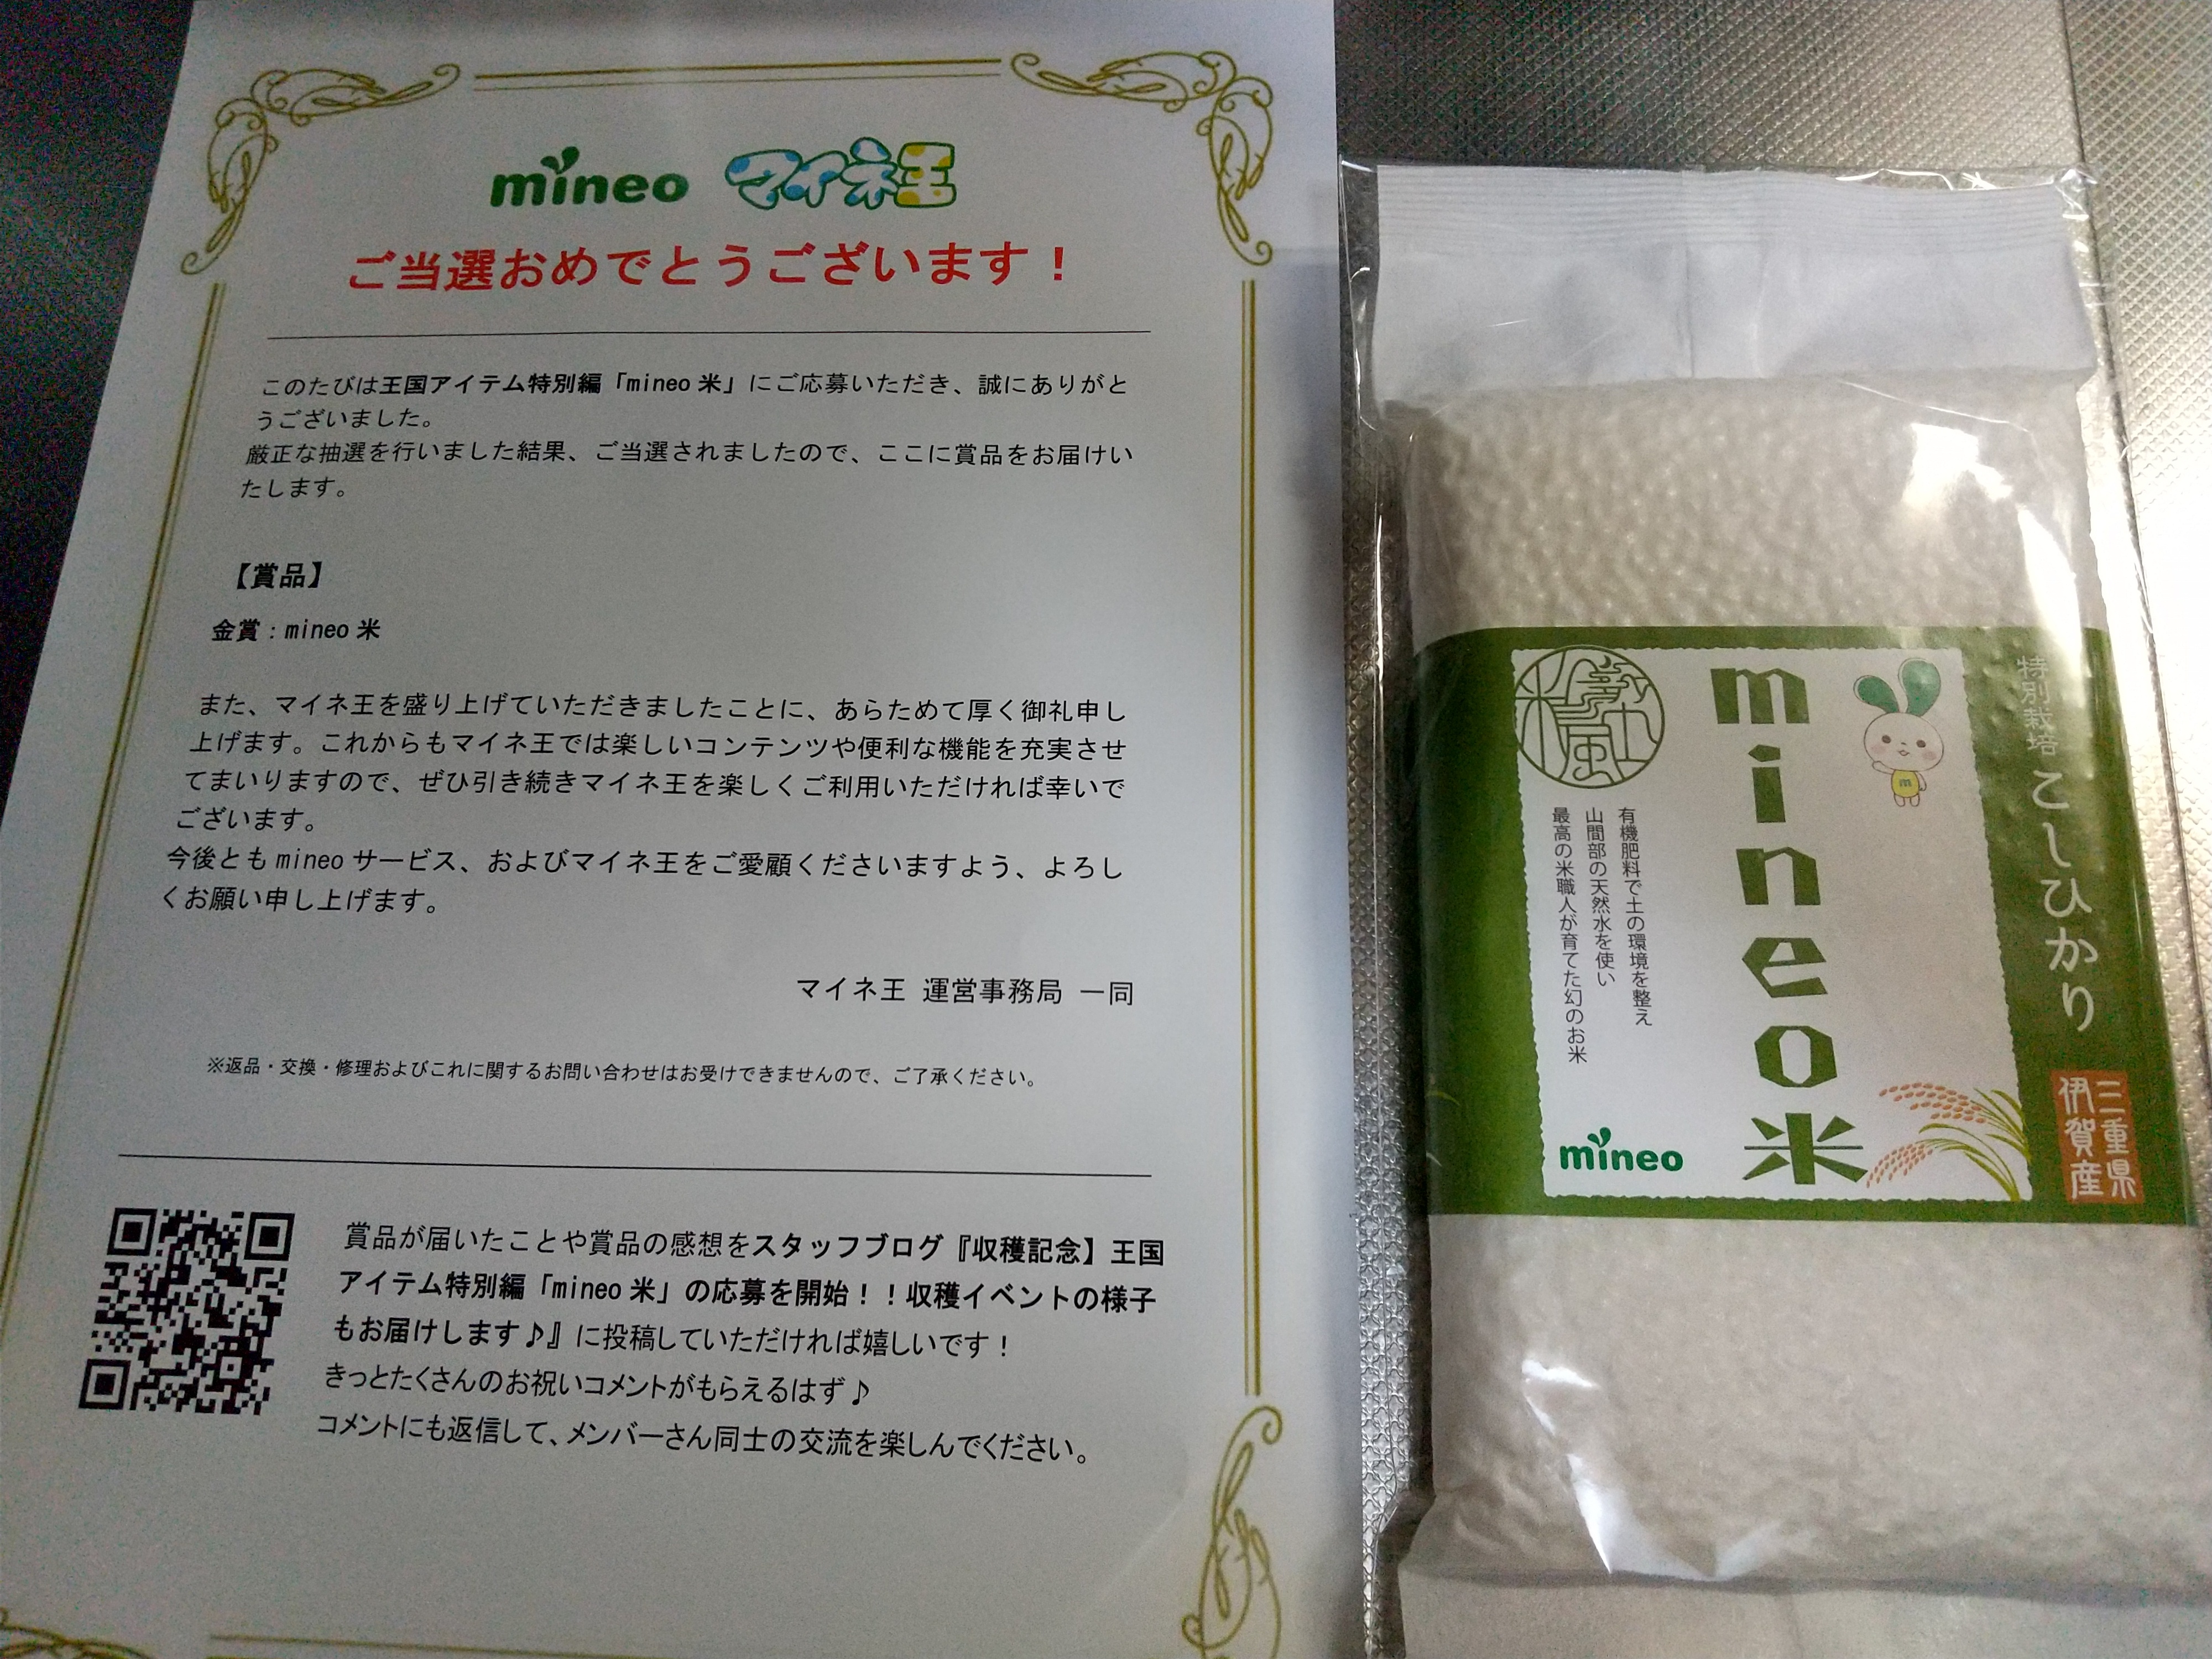 mineo マイネ王
ご当選おめでとうございます！
このたびは王国アイテム特別編「mineo 米」にご応募いただき、誠にありがと
うございました。
厳正な抽選を行いました結果、ご当選されましたので、ここに賞品をお届けい
たします。
【賞品】
金賞：mineo 米
また、マイネ王を盛り上げていただきましたことに、あらためて厚く御礼申し
上げます。これからもマイネ王では楽しいコンテンツや便利な機能を充実させ
てまいりますので、ぜひ引き続きマイネ王を楽しくご利用いただければ幸いで
ございます。
今後とも mineo サービス、およびマイネ王をご愛顧くださいますよう、よろし
くお願い申し上げます。
マイネ王 運営事務局 一同
※返品・交換・修理およびこれに関するお問い合わせはお受けできませんので、ご了承ください。
賞品が届いたことや賞品の感想をスタッフブログ『収穫記念】王国
アイテム特別編「mineo 米」の応募を開始！！収穫イベントの様子
もお届けします♪』に投稿していただければ嬉しいです！
きっとたくさんのお祝いコメントがもらえるはず♪
コメントにも返信して、メンバーさん同士の交流を楽しんでください。
特別栽培 こしひかり
三重県
伊賀産
m
mineo米
有機肥料で土の環境を整え
山間部の天然水を使い
最高の米職人が育てた幻のお米
mineo